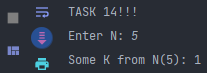 TASK 14!!!
Enter N: 5
Some K from N(5): 1